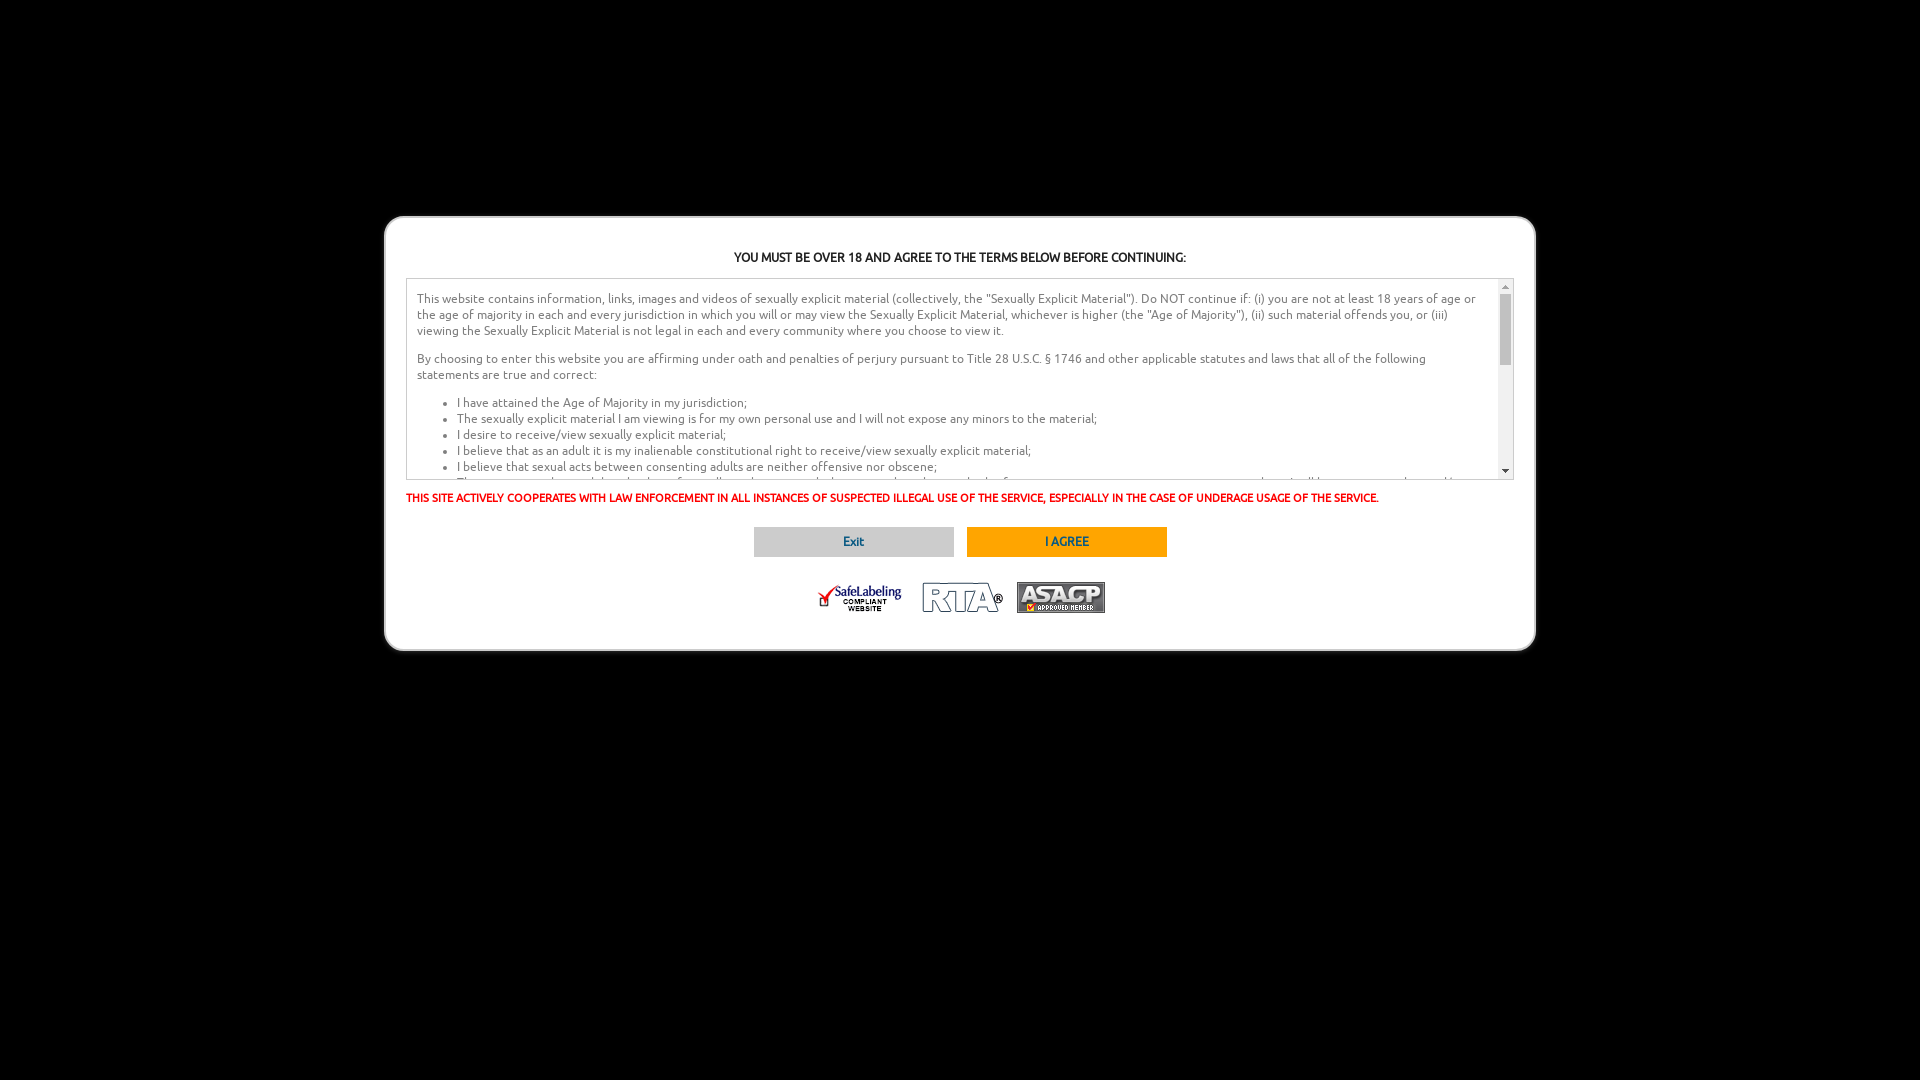 YOU MUST BE OVER 18 AND AGREE TO THE TERMS BELOW BEFORE CONTINUING:
This website contains information, links, images and videos of sexually explicit material (collectively, the "Sexually Explicit Material"). Do NOT continue if: (i) you are not at least 18 years of age or
the age of majority in each and every jurisdiction in which you will or may view the Sexually Explicit Material, whichever is higher (the "Age of Majority"), (ii) such material offends you, or (iii)
viewing the Sexually Explicit Material is not legal in each and every community where you choose to view it.
By choosing to enter this website you are affirming under oath and penalties of perjury pursuant to Title 28 U.S.C. § 1746 and other applicable statutes and laws that all of the following
statements are true and correct:
• I have attained the Age of Majority in my jurisdiction;
• The sexually explicit material I am viewing is for my own personal use and I will not expose any minors to the material;
• I desire to receive/view sexually explicit material;
• I believe that as an adult it is my inalienable constitutional right to receive/view sexually explicit material;
• I believe that sexual acts between consenting adults are neither offensive nor obscene;
THIS SITE ACTIVELY COOPERATES WITH LAW ENFORCEMENT IN ALL INSTANCES OF SUSPECTED ILLEGAL USE OF THE SERVICE, ESPECIALLY IN THE CASE OF UNDERAGE USAGE OF THE SERVICE.
Exit
I AGREE
SafeLabeling
COMPLIANT
WEBSITE
RTA®
ASACP
APPROVED MEMBER